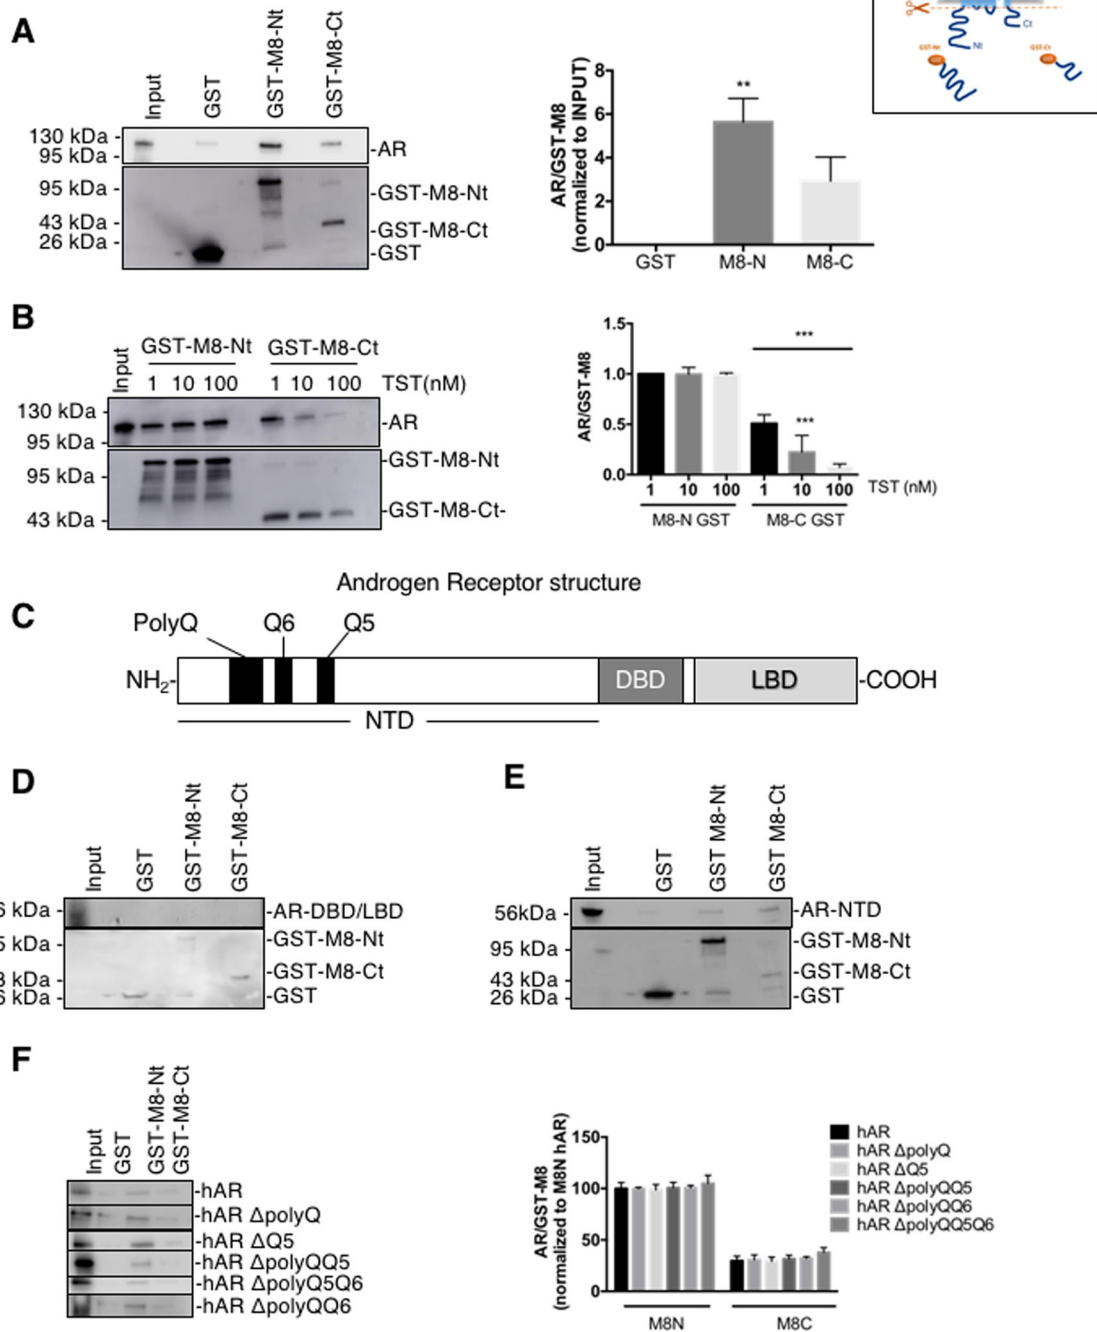 A
Input
GST
GST-M8-Nt
GST-M8-Ct
130 kDa -
95 kDa -
-AR
95 kDa -
43 kDa -
26 kDa -
-GST-M8-Nt
-GST-M8-Ct
-GST
AR/GST-M8
(normalized to INPUT)
8
6
4
2
0
**
GST
M8-N
M8-C
Ct
Nt
GST-Nt
GST-Ct
B
Input
GST-M8-Nt
GST-M8-Ct
1 10 100
1 10 100
TST(nM)
130 kDa -
95 kDa -
-AR
95 kDa -
43 kDa -
-GST-M8-Nt
-GST-M8-Ct-
AR/GST-M8
1.5
1.0
0.5
0.0
***
***
1 10 100 1 10 100 TST (nM)
M8-N GST
M8-C GST
Androgen Receptor structure
C
PolyQ
Q6
Q5
NH2-
DBD
LBD
-COOH
NTD
D
Input
GST
GST-M8-Nt
GST-M8-Ct
6 kDa -
5 kDa -
3 kDa -
6 kDa -
-AR-DBD/LBD
-GST-M8-Nt
-GST-M8-Ct
-GST
E
Input
GST
GST M8-Nt
GST M8-Ct
56kDa -
95 kDa -
43 kDa -
26 kDa -
-AR-NTD
-GST-M8-Nt
-GST-M8-Ct
-GST
F
Input
GST
GST-M8-Nt
GST-M8-Ct
-hAR
-hAR ΔpolyQ
-hAR ΔQ5
-hAR ΔpolyQQ5
-hAR ΔpolyQ5Q6
-hAR ΔpolyQQ6
AR/GST-M8
(normalized to M8N hAR)
150
100
50
0
M8N
M8C
hAR
hAR ΔpolyQ
hAR ΔQ5
hAR ΔpolyQQ5
hAR ΔpolyQQ6
hAR ΔpolyQQ5Q6